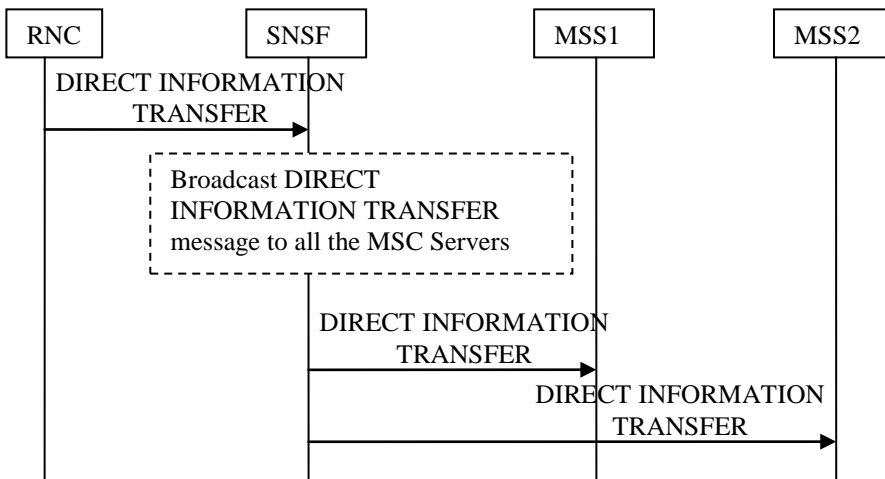 RNC
SNSF
MSS1
MSS2
DIRECT INFORMATION
TRANSFER
Broadcast DIRECT
INFORMATION TRANSFER
message to all the MSC Servers
DIRECT INFORMATION
TRANSFER
DIRECT INFORMATION
TRANSFER